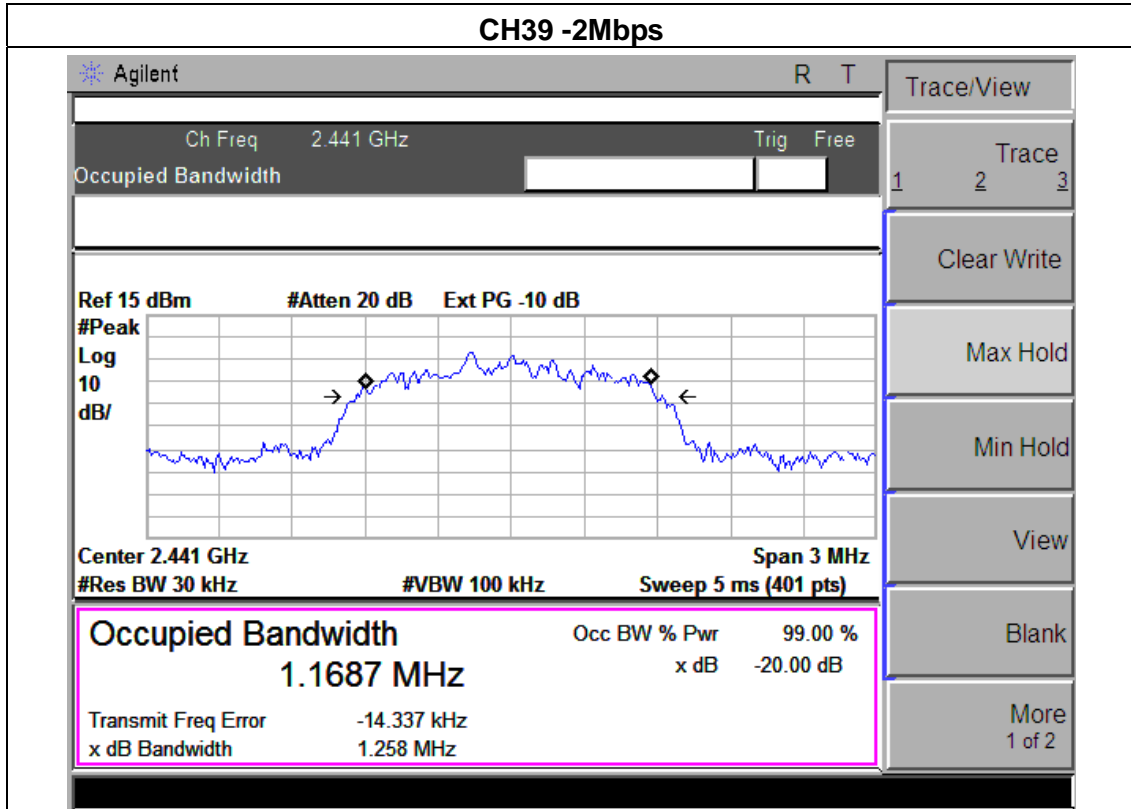 CH39 -2Mbps
Agilent R T
Trace/View
Ch Freq 2.441 GHz Trig Free
Occupied Bandwidth
Trace
1 2 3
Clear Write
Max Hold
Min Hold
View
Blank
More
1 of 2
Ref 15 dBm #Atten 20 dB Ext PG -10 dB
#Peak
Log
10
dB/
Center 2.441 GHz Span 3 MHz
#Res BW 30 kHz #VBW 100 kHz Sweep 5 ms (401 pts)
Occupied Bandwidth Occ BW % Pwr 99.00 %
1.1687 MHz x dB -20.00 dB
Transmit Freq Error -14.337 kHz
x dB Bandwidth 1.258 MHz